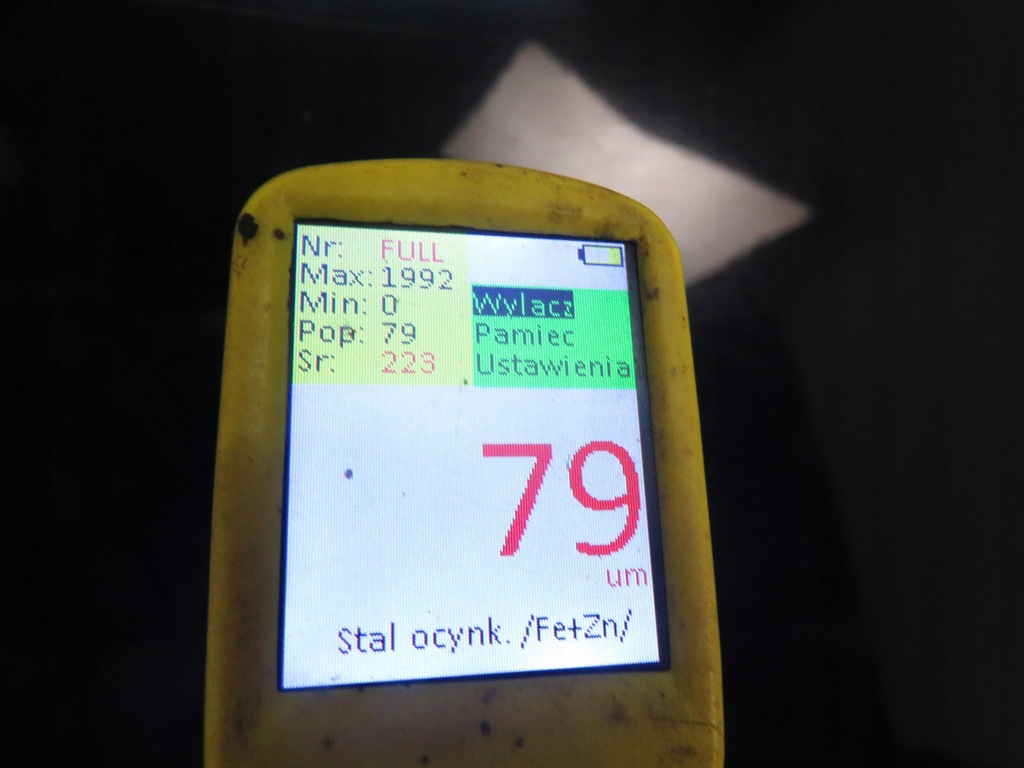 Nr: FULL
Max: 1992
Min: 0
Pop: 79
Sr: 223
Wylacz
Pamiec
Ustawienia
79
um
Stal ocynk. /Fe+Zn/